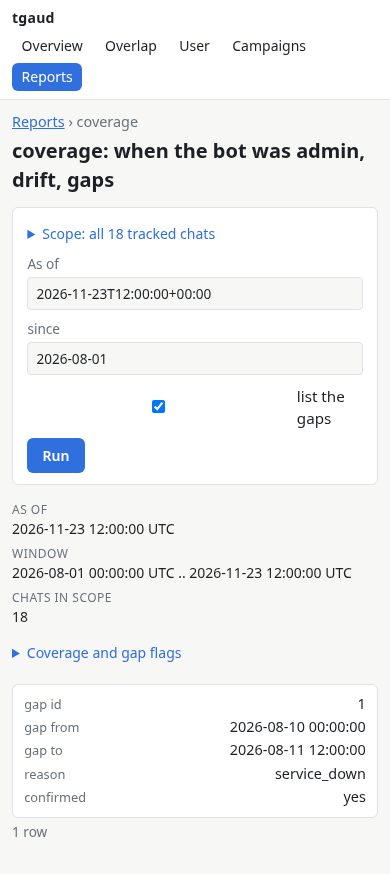 tgaud
Overview Overlap User Campaigns
Reports
Reports › coverage
coverage: when the bot was admin,
drift, gaps
▶ Scope: all 18 tracked chats
As of
2026-11-23T12:00:00+00:00
since
2026-08-01
list the
gaps
Run
AS OF
2026-11-23 12:00:00 UTC
WINDOW
2026-08-01 00:00:00 UTC .. 2026-11-23 12:00:00 UTC
CHATS IN SCOPE
18
▶ Coverage and gap flags
gap id 1
gap from 2026-08-10 00:00:00
gap to 2026-08-11 12:00:00
reason service_down
confirmed yes
1 row